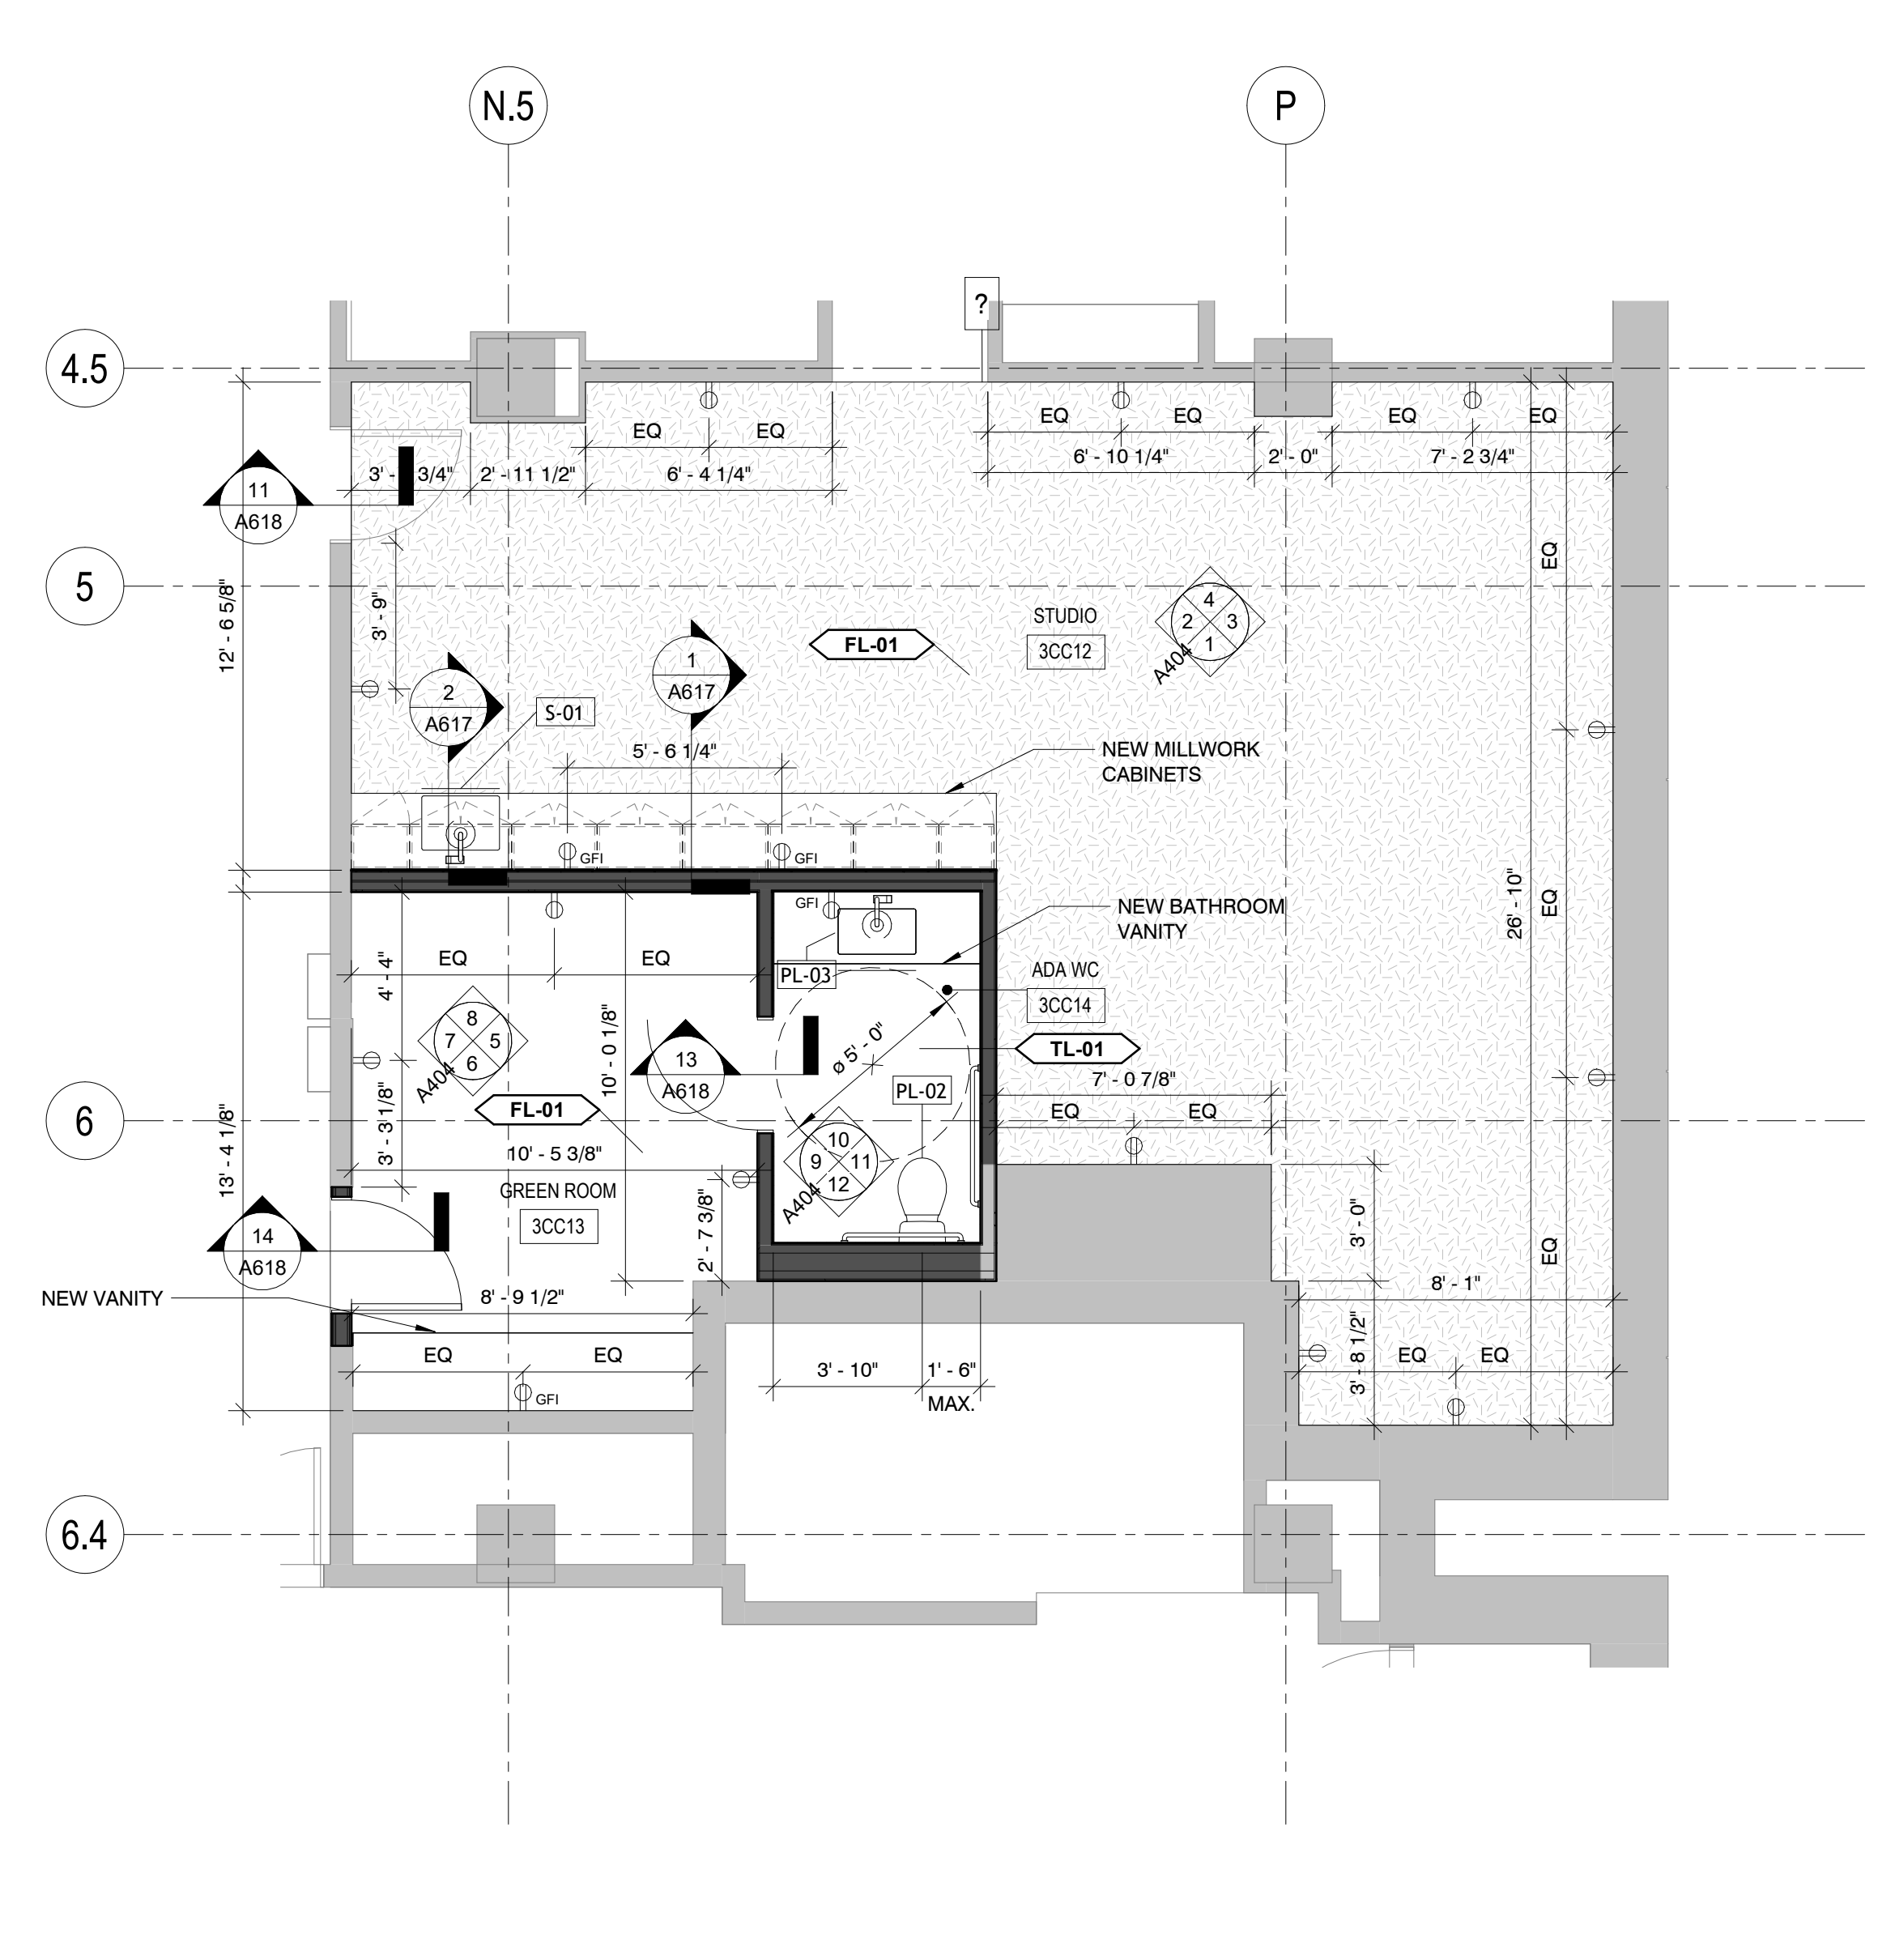 N.5
P
?
4.5
EQ
EQ
EQ
EQ
EQ
EQ
6' - 10 1/4"
2' - 0"
7' - 2 3/4"
3' -
3/4"
2' - 11 1/2"
6' - 4 1/4"
11
A618
EQ
5
12' - 6 5/8"
3' - 9"
STUDIO
3CC12
4
2
3
1
A404
FL-01
1
A617
2
A617
S-01
5' - 6 1/4"
NEW MILLWORK
CABINETS
GFI
GFI
GFI
NEW BATHROOM
VANITY
26' - 10"
EQ
EQ
EQ
4' - 4"
PL-03
ADA WC
3CC14
8
7
5
6
A404
10' - 0 1/8"
13
A618
ø 5' - 0"
TL-01
7' - 0 7/8"
PL-02
FL-01
EQ
EQ
6
13' - 4 1/8"
3' - 3 1/8"
10' - 5 3/8"
10
9
11
12
A404
GREEN ROOM
3CC13
2' - 7 3/8"
3' - 0"
EQ
14
A618
NEW VANITY
8' - 9 1/2"
8' - 1"
EQ
EQ
3' - 10"
1' - 6"
MAX.
3' - 8 1/2"
EQ
EQ
GFI
6.4